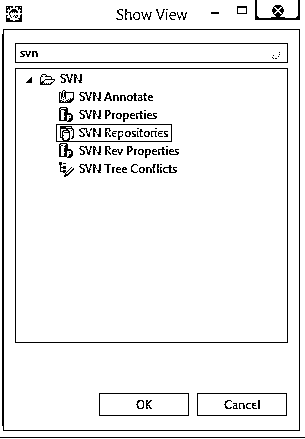 Show View
svn
SVN
SVN Annotate
SVN Properties
SVN Repositories
SVN Rev Properties
SVN Tree Conflicts
OK
Cancel